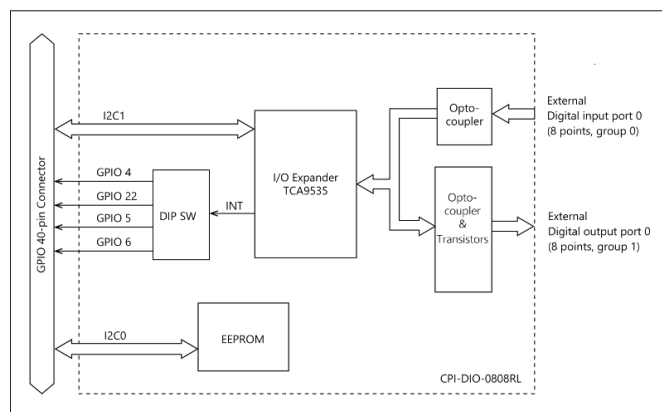 I2C1
GPIO 4
GPIO 22
GPIO 5
GPIO 6
GPIO 40-pin Connector
DIP SW
INT
I/O Expander
TCA9535
Opto-
coupler
External
Digital input port 0
(8 points, group 0)
Opto-
coupler
&
Transistors
External
Digital output port 0
(8 points, group 1)
I2C0
EEPROM
CPI-DIO-0808RL